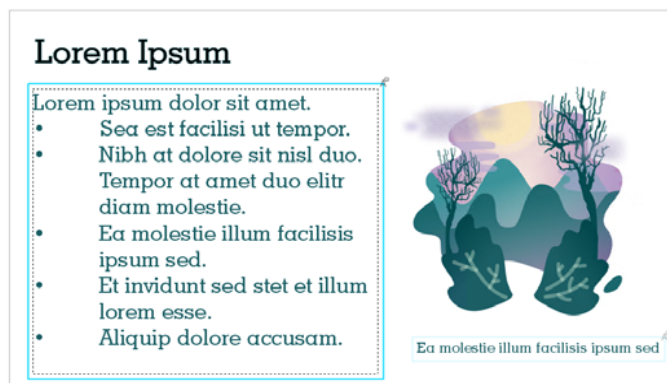 Lorem Ipsum
Lorem ipsum dolor sit amet.
• Sea est facilisi ut tempor.
• Nibh at dolore sit nisl duo.
Tempor at amet duo elitr
diam molestie.
• Ea molestie illum facilisis
ipsum sed.
• Et invidunt sed stet et illum
lorem esse.
• Aliquip dolore accusam.
Ea molestie illum facilisis ipsum sed